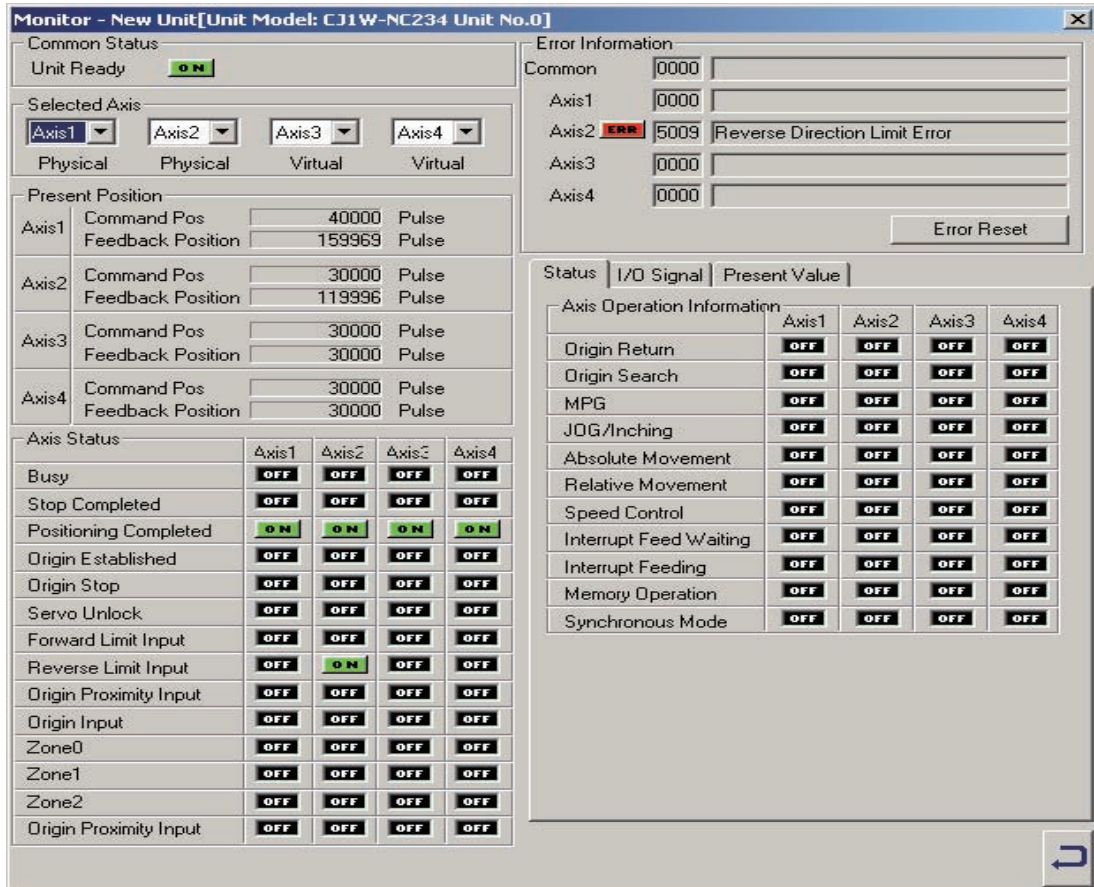 Monitor - New Unit[Unit Model: CJ1W-NC234 Unit No.0]
Common Status
Unit Ready ON
Selected Axis
Axis1 Axis2 Axis3 Axis4
Physical Physical Virtual Virtual
Present Position
Axis1
Command Pos 40000 Pulse
Feedback Position 159969 Pulse
Axis2
Command Pos 30000 Pulse
Feedback Position 119996 Pulse
Axis3
Command Pos 30000 Pulse
Feedback Position 30000 Pulse
Axis4
Command Pos 30000 Pulse
Feedback Position 30000 Pulse
Axis Status
Axis1 Axis2 Axis3 Axis4
Busy OFF OFF OFF OFF
Stop Completed OFF OFF OFF OFF
Positioning Completed ON ON ON ON
Origin Established OFF OFF OFF OFF
Origin Stop OFF OFF OFF OFF
Servo Unlock OFF OFF OFF OFF
Forward Limit Input OFF OFF OFF OFF
Reverse Limit Input OFF ON OFF OFF
Origin Proximity Input OFF OFF OFF OFF
Origin Input OFF OFF OFF OFF
Zone0 OFF OFF OFF OFF
Zone1 OFF OFF OFF OFF
Zone2 OFF OFF OFF OFF
Origin Proximity Input OFF OFF OFF OFF
Error Information
Common 0000
Axis1 0000
Axis2 ERR 5009 Reverse Direction Limit Error
Axis3 0000
Axis4 0000
Error Reset
Status I/O Signal Present Value
Axis Operation Information
Axis1 Axis2 Axis3 Axis4
Origin Return OFF OFF OFF OFF
Origin Search OFF OFF OFF OFF
MPG OFF OFF OFF OFF
JOG/Inching OFF OFF OFF OFF
Absolute Movement OFF OFF OFF OFF
Relative Movement OFF OFF OFF OFF
Speed Control OFF OFF OFF OFF
Interrupt Feed Waiting OFF OFF OFF OFF
Interrupt Feeding OFF OFF OFF OFF
Memory Operation OFF OFF OFF OFF
Synchronous Mode OFF OFF OFF OFF